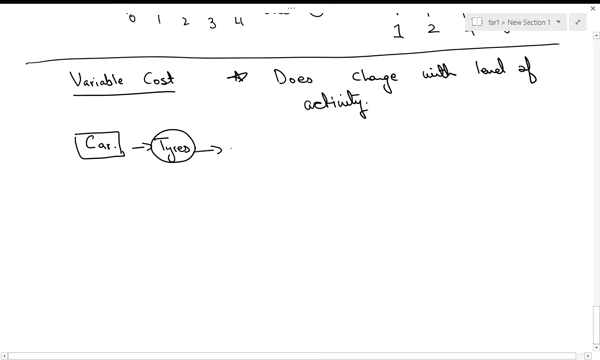 far1 > New Section 1
0 1 2 3 4
1 2
Variable Cost * Does change with level of
activity.
Car. → Tyres →